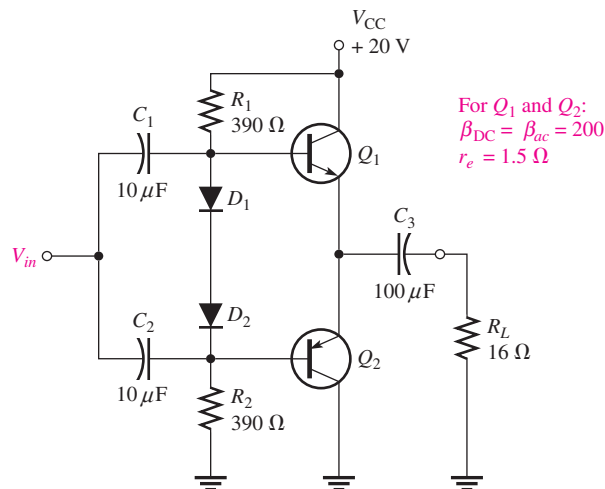 V_CC
+ 20 V
R_1
390 Ω
C_1
10 μF
Q_1
For Q_1 and Q_2:
β_DC = β_ac = 200
r_e = 1.5 Ω
D_1
V_in
C_3
100 μF
D_2
C_2
10 μF
Q_2
R_L
16 Ω
R_2
390 Ω